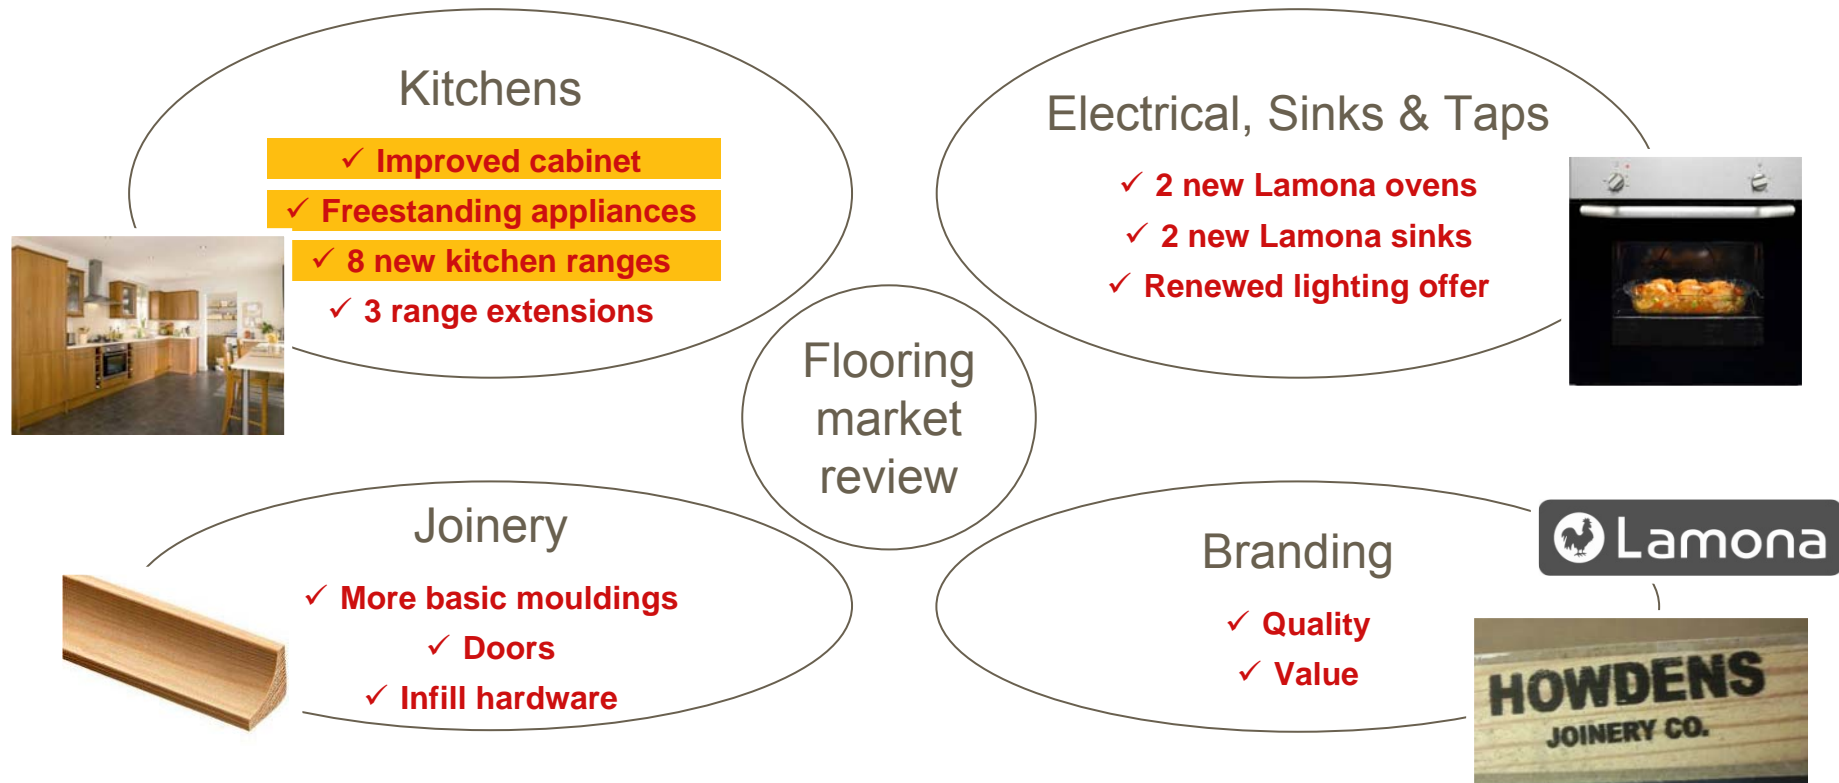 Kitchens
✓ Improved cabinet
✓ Freestanding appliances
✓ 8 new kitchen ranges
✓ 3 range extensions
Electrical, Sinks & Taps
✓ 2 new Lamona ovens
✓ 2 new Lamona sinks
✓ Renewed lighting offer
Flooring
market
review
Joinery
✓ More basic mouldings
✓ Doors
✓ Infill hardware
Branding
✓ Quality
✓ Value
Lamona
HOWDENS
JOINERY CO.